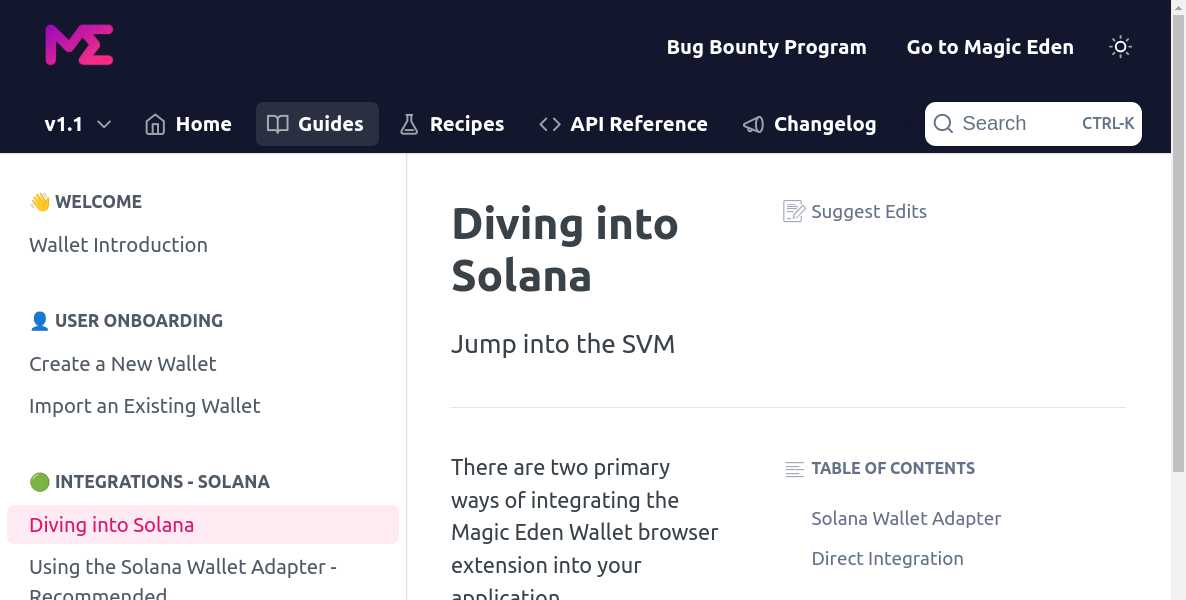 Bug Bounty Program
Go to Magic Eden
v1.1
Home
Guides
Recipes
API Reference
Changelog
Search
CTRL-K
👋 WELCOME
Wallet Introduction
👤 USER ONBOARDING
Create a New Wallet
Import an Existing Wallet
🟢 INTEGRATIONS - SOLANA
Diving into Solana
Using the Solana Wallet Adapter -
Recommended
Diving into
Solana
Suggest Edits
Jump into the SVM
There are two primary
ways of integrating the
Magic Eden Wallet browser
extension into your
application
TABLE OF CONTENTS
Solana Wallet Adapter
Direct Integration